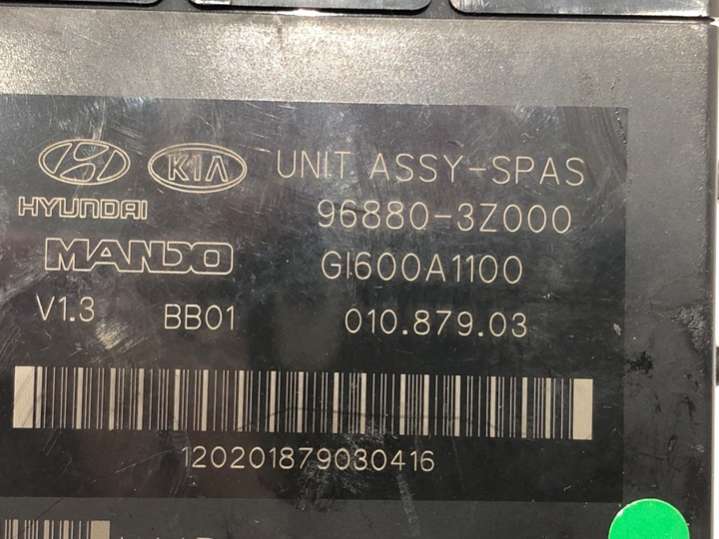 KIA UNIT ASSY-SPAS
HYUNDAI 96880-3Z000
MANDO GI600A1100
V1.3 BB01 010.879.03
120201879030416